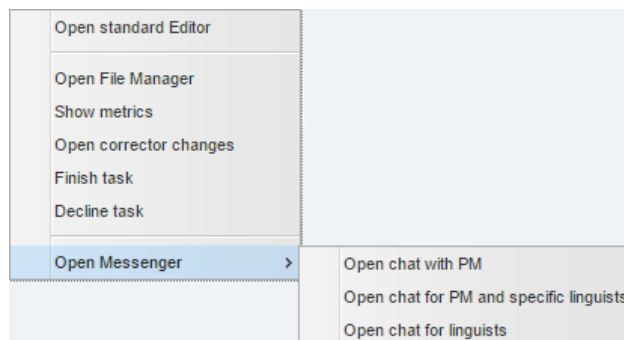 Open standard Editor
Open File Manager
Show metrics
Open corrector changes
Finish task
Decline task
Open Messenger
Open chat with PM
Open chat for PM and specific linguists
Open chat for linguists